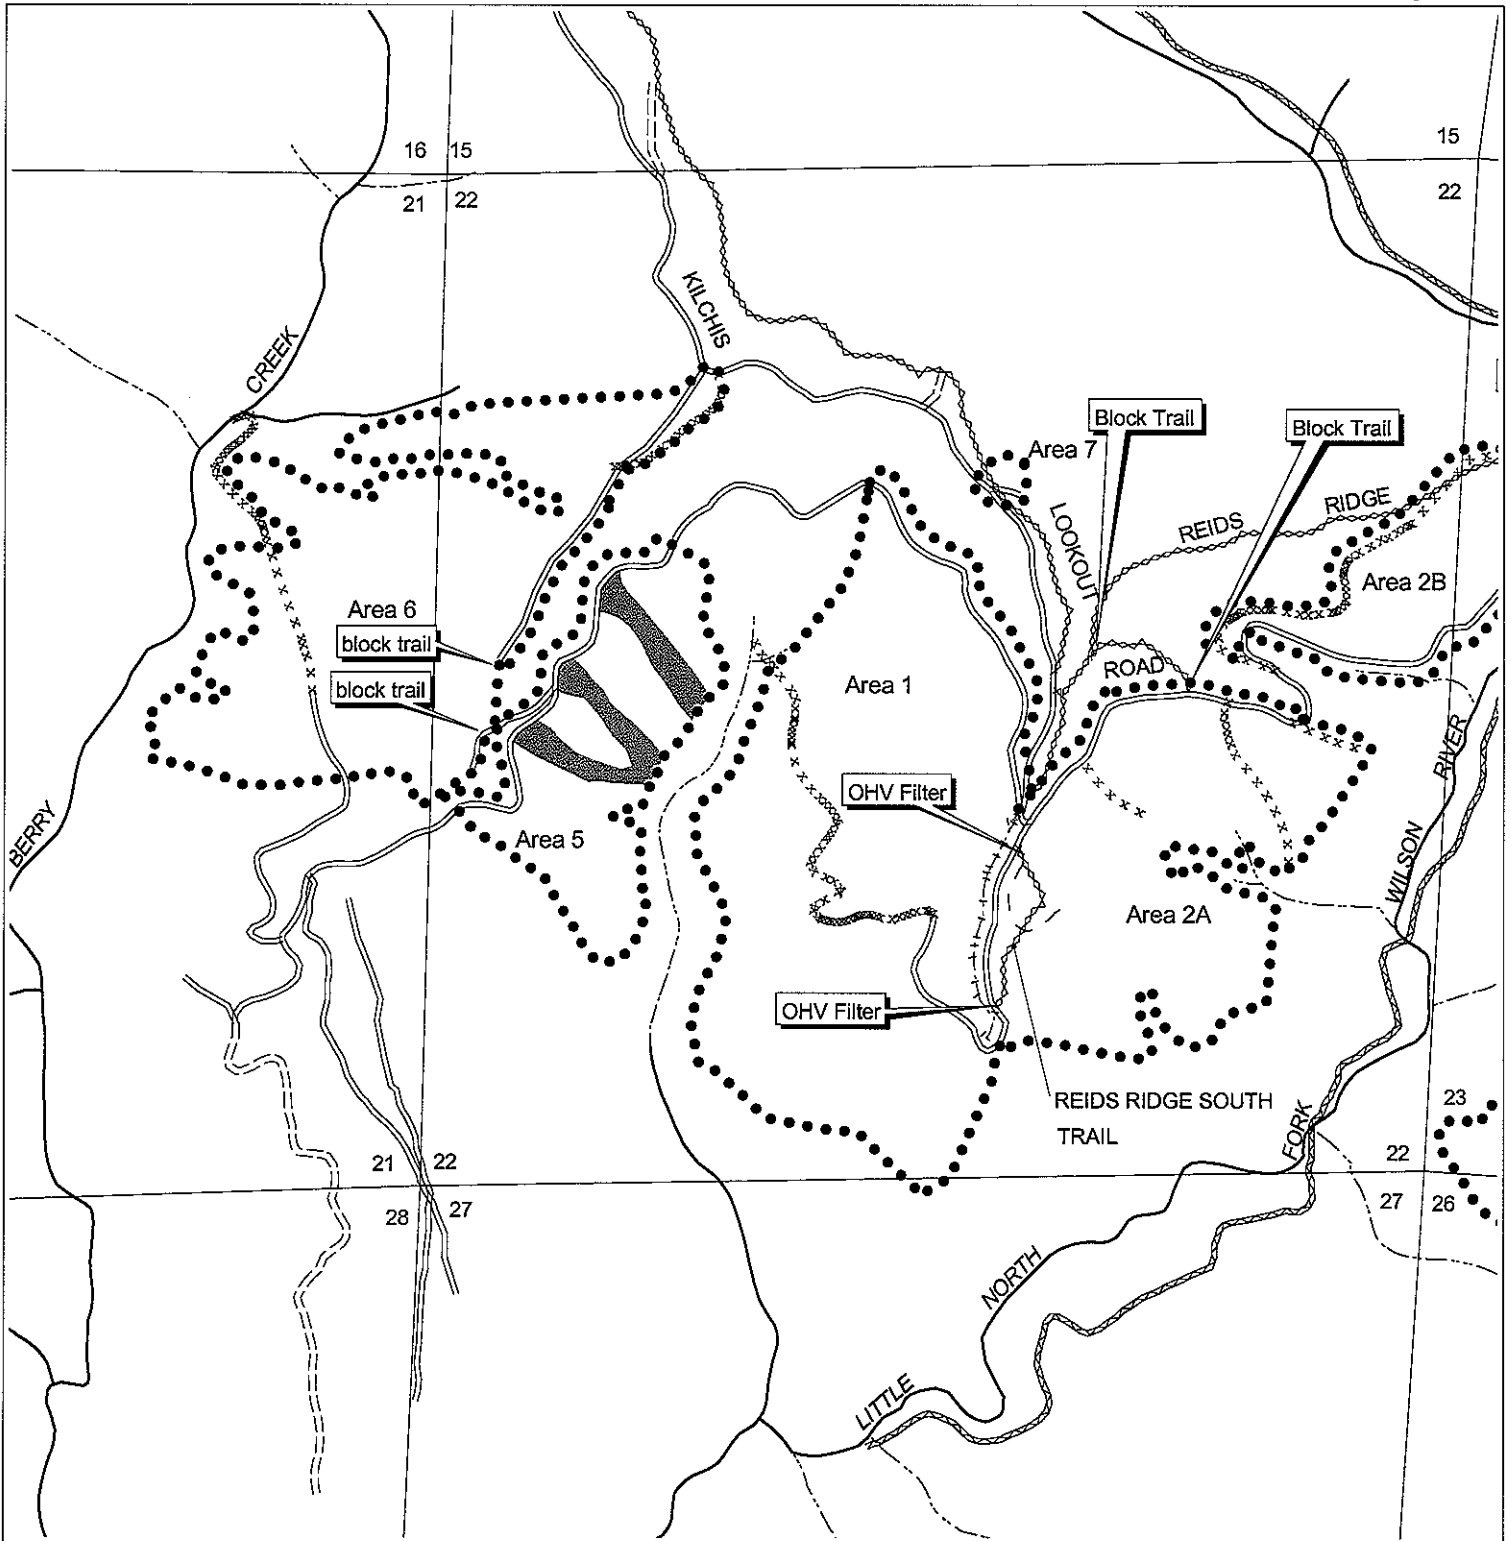 16 15
15
21 22
22
KILCHIS
CREEK
Block Trail
Block Trail
Area 7
LOOKOUT
REIDS
RIDGE
Area 2B
Area 6
block trail
block trail
ROAD
Area 1
RIVER
OHV Filter
Area 5
BERRY
WILSON
Area 2A
OHV Filter
REIDS RIDGE SOUTH
TRAIL
23
FORK
21 22
22
28 27
27 26
NORTH
LITTLE